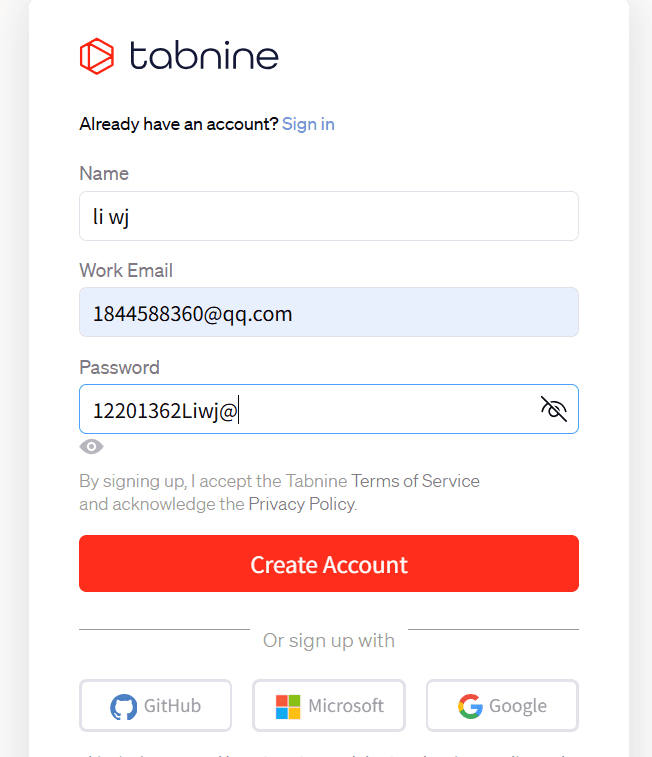 tabnine
Already have an account? Sign in
Name
li wj
Work Email
1844588360@qq.com
Password
12201362Liwj@
By signing up, I accept the Tabnine Terms of Service
and acknowledge the Privacy Policy.
Create Account
Or sign up with
GitHub Microsoft Google